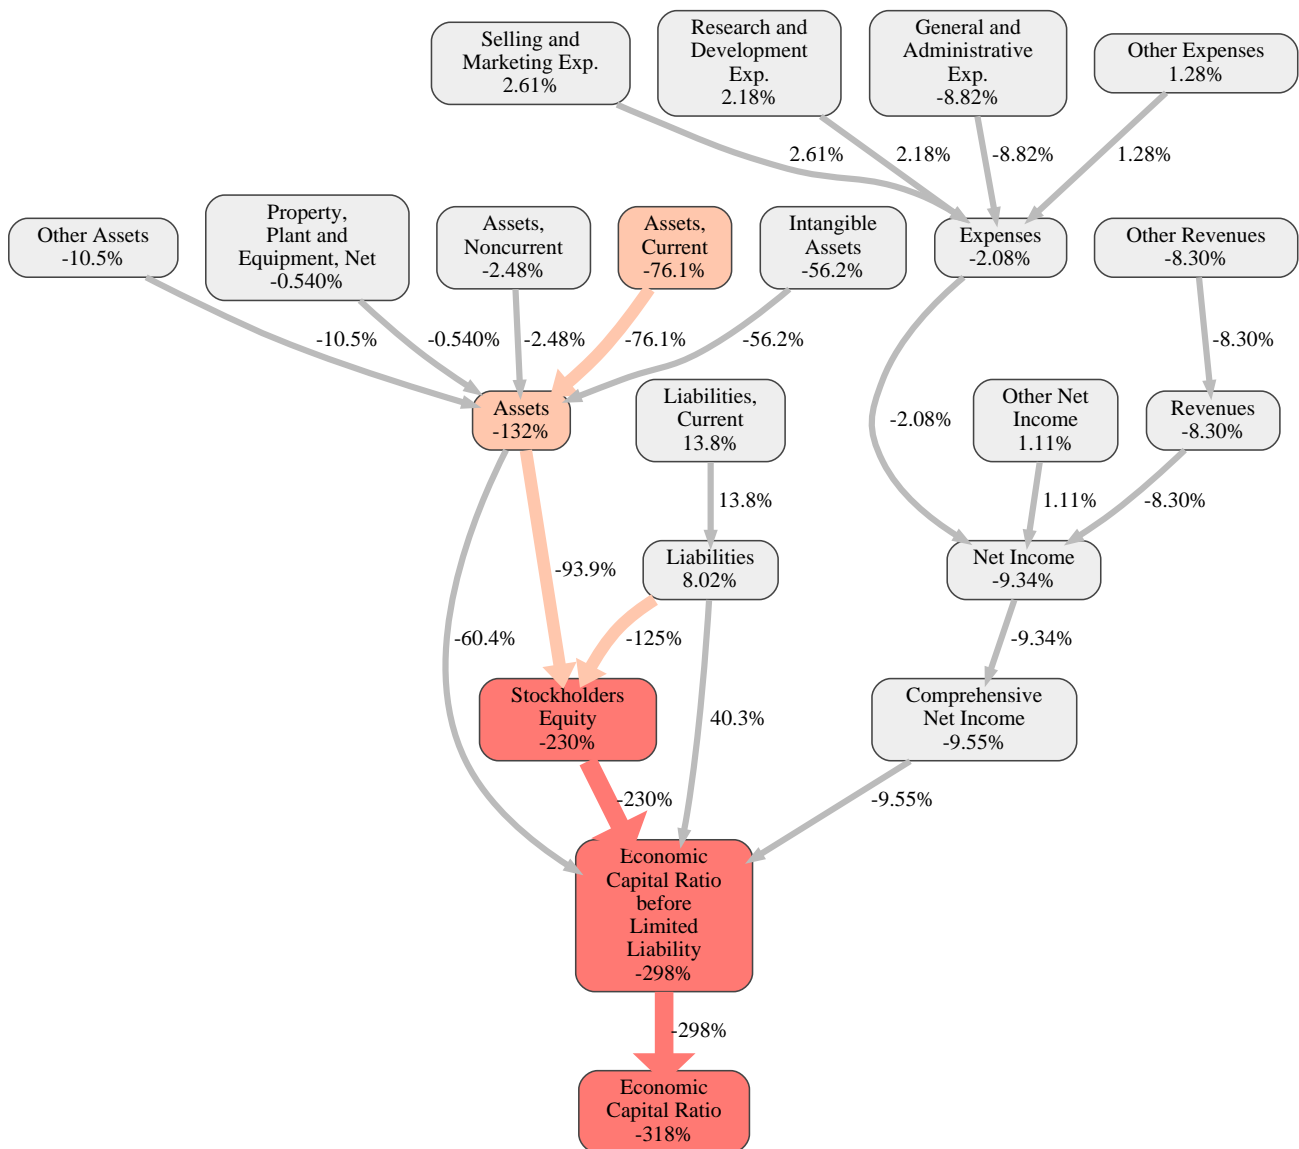 Selling and
Marketing Exp.
2.61%
Research and
Development
Exp.
2.18%
General and
Administrative
Exp.
-8.82%
Other Expenses
1.28%
2.61%
2.18%
-8.82%
1.28%
Other Assets
-10.5%
Property,
Plant and
Equipment, Net
-0.540%
Assets,
Noncurrent
-2.48%
Assets,
Current
-76.1%
Intangible
Assets
-56.2%
Expenses
-2.08%
Other Revenues
-8.30%
-10.5%
-0.540%
-2.48%
-76.1%
-56.2%
-8.30%
Assets
-132%
Liabilities,
Current
13.8%
-2.08%
Other Net
Income
1.11%
Revenues
-8.30%
13.8%
1.11%
-8.30%
-93.9%
Liabilities
8.02%
Net Income
-9.34%
-60.4%
-125%
-9.34%
Stockholders
Equity
-230%
40.3%
Comprehensive
Net Income
-9.55%
-230%
-9.55%
Economic
Capital Ratio
before
Limited
Liability
-298%
-298%
Economic
Capital Ratio
-318%